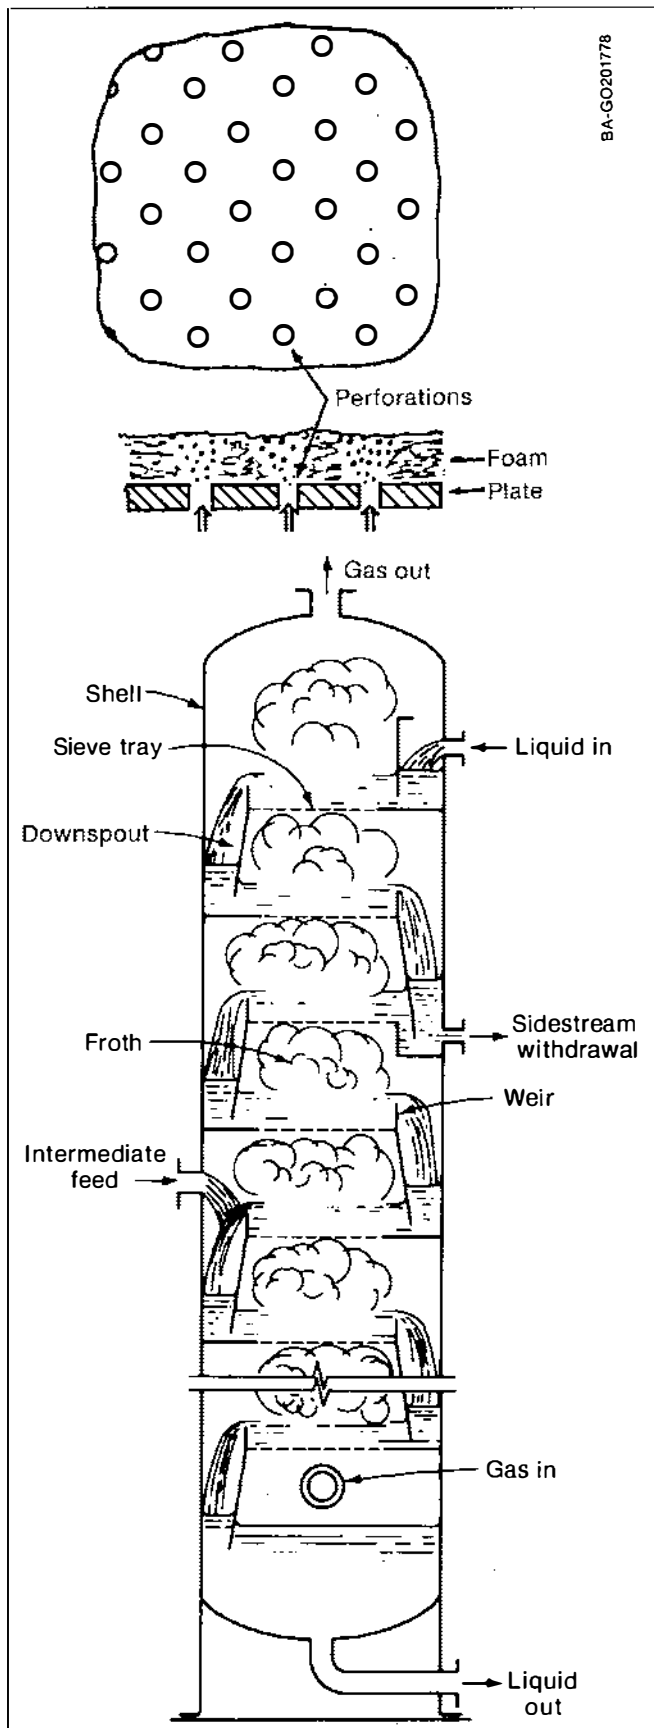 BA-GO201778
Perforations
Foam
Plate
Gas out
Shell
Sieve tray
Liquid in
Downspout
Froth
Sidestream
withdrawal
Weir
Intermediate
feed
Gas in
Liquid
out